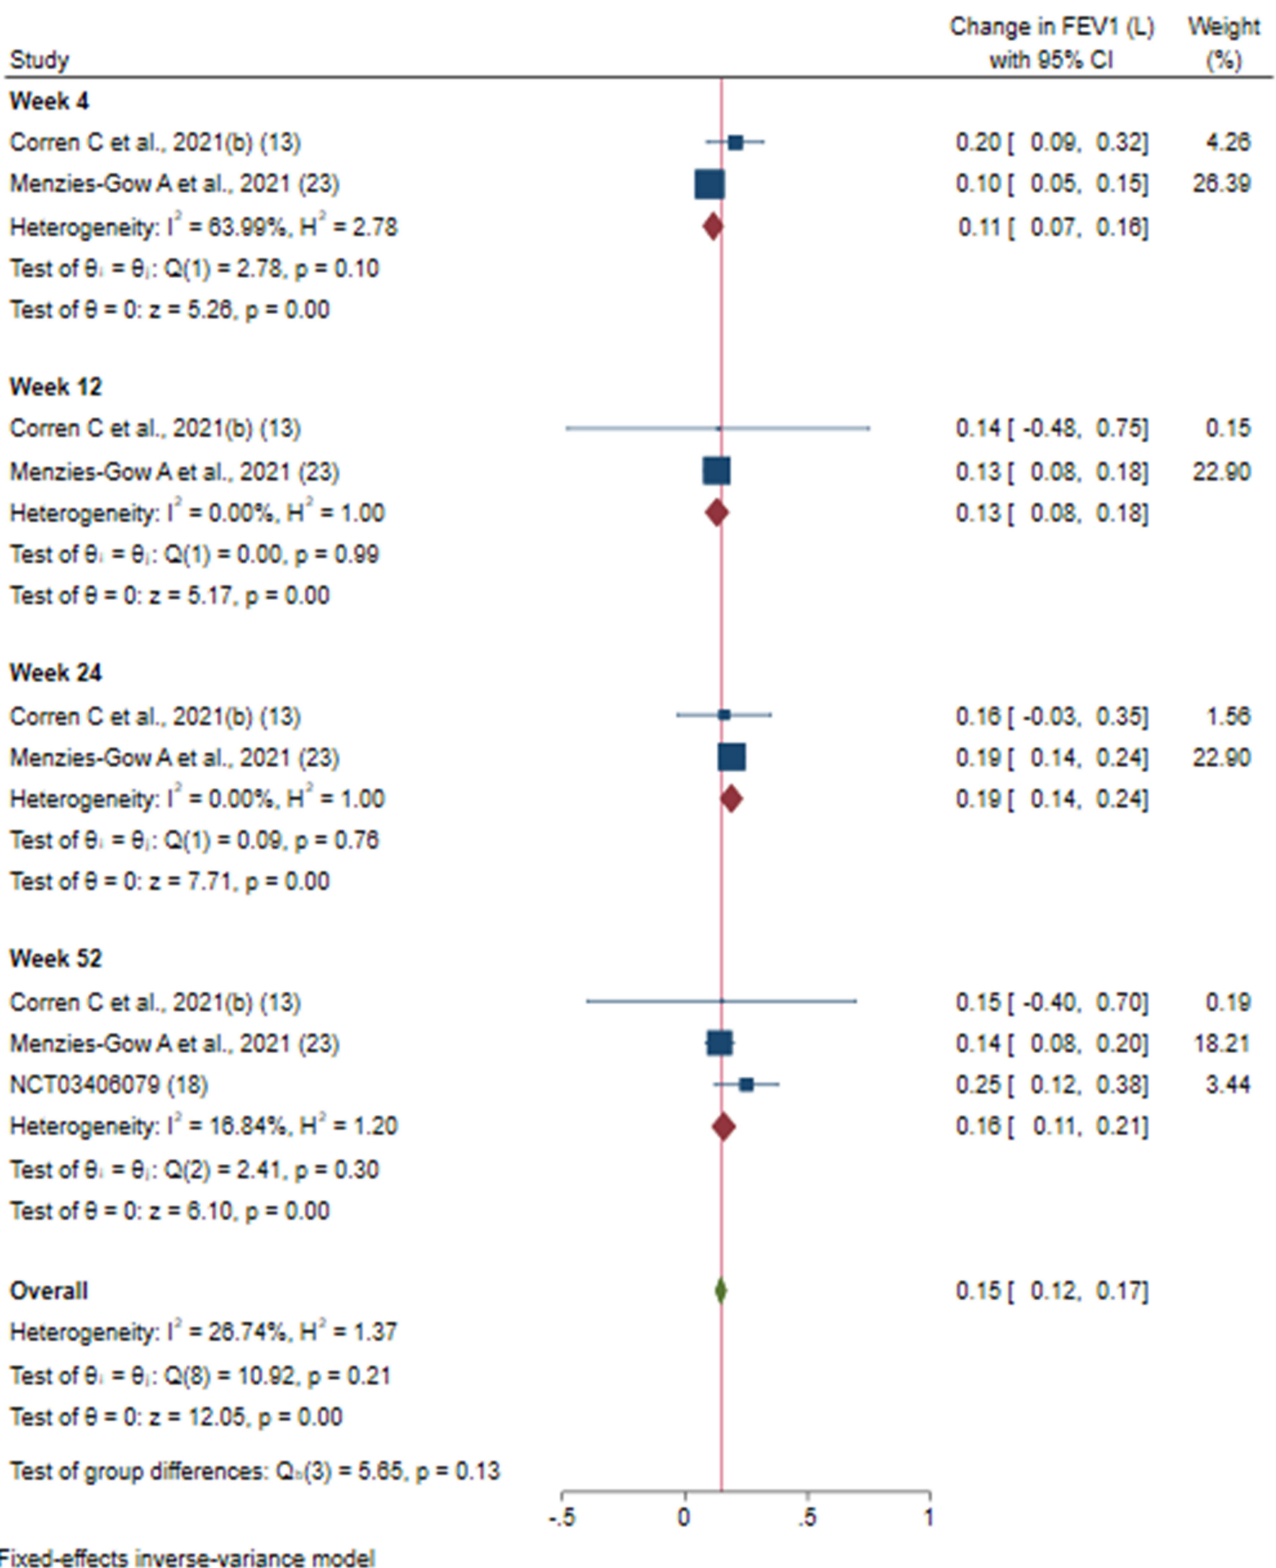 Change in FEV1 (L) Weight
Study with 95% CI (%)
Week 4
Corren C et al., 2021(b) (13) 0.20 [ 0.09, 0.32] 4.26
Menzies-Gow A et al., 2021 (23) 0.10 [ 0.05, 0.15] 26.39
Heterogeneity: I² = 63.99%, H² = 2.78 0.11 [ 0.07, 0.16]
Test of θᵢ = θⱼ: Q(1) = 2.78, p = 0.10
Test of θ = 0: z = 5.26, p = 0.00
Week 12
Corren C et al., 2021(b) (13) 0.14 [ -0.48, 0.75] 0.15
Menzies-Gow A et al., 2021 (23) 0.13 [ 0.08, 0.18] 22.90
Heterogeneity: I² = 0.00%, H² = 1.00 0.13 [ 0.08, 0.18]
Test of θᵢ = θⱼ: Q(1) = 0.00, p = 0.99
Test of θ = 0: z = 5.17, p = 0.00
Week 24
Corren C et al., 2021(b) (13) 0.16 [ -0.03, 0.35] 1.56
Menzies-Gow A et al., 2021 (23) 0.19 [ 0.14, 0.24] 22.90
Heterogeneity: I² = 0.00%, H² = 1.00 0.19 [ 0.14, 0.24]
Test of θᵢ = θⱼ: Q(1) = 0.09, p = 0.76
Test of θ = 0: z = 7.71, p = 0.00
Week 52
Corren C et al., 2021(b) (13) 0.15 [ -0.40, 0.70] 0.19
Menzies-Gow A et al., 2021 (23) 0.14 [ 0.08, 0.20] 18.21
NCT03406079 (18) 0.25 [ 0.12, 0.38] 3.44
Heterogeneity: I² = 16.84%, H² = 1.20 0.16 [ 0.11, 0.21]
Test of θᵢ = θⱼ: Q(2) = 2.41, p = 0.30
Test of θ = 0: z = 6.10, p = 0.00
Overall 0.15 [ 0.12, 0.17]
Heterogeneity: I² = 26.74%, H² = 1.37
Test of θᵢ = θⱼ: Q(8) = 10.92, p = 0.21
Test of θ = 0: z = 12.05, p = 0.00
Test of group differences: Q_b(3) = 5.65, p = 0.13
-.5 0 .5 1
Fixed-effects inverse-variance model